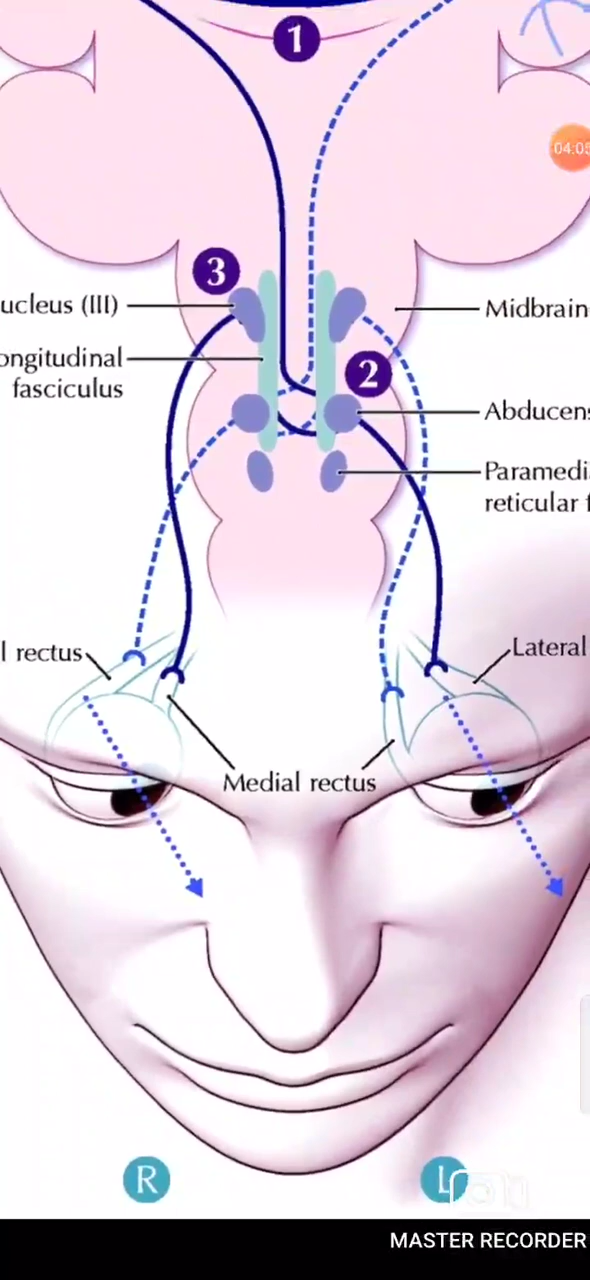 1
04:05
3
ucleus (III)
Midbrain
ongitudinal
fasciculus
2
Abducens
Paramedi
reticular f
l rectus
Lateral
Medial rectus
R
L
MASTER RECORDER